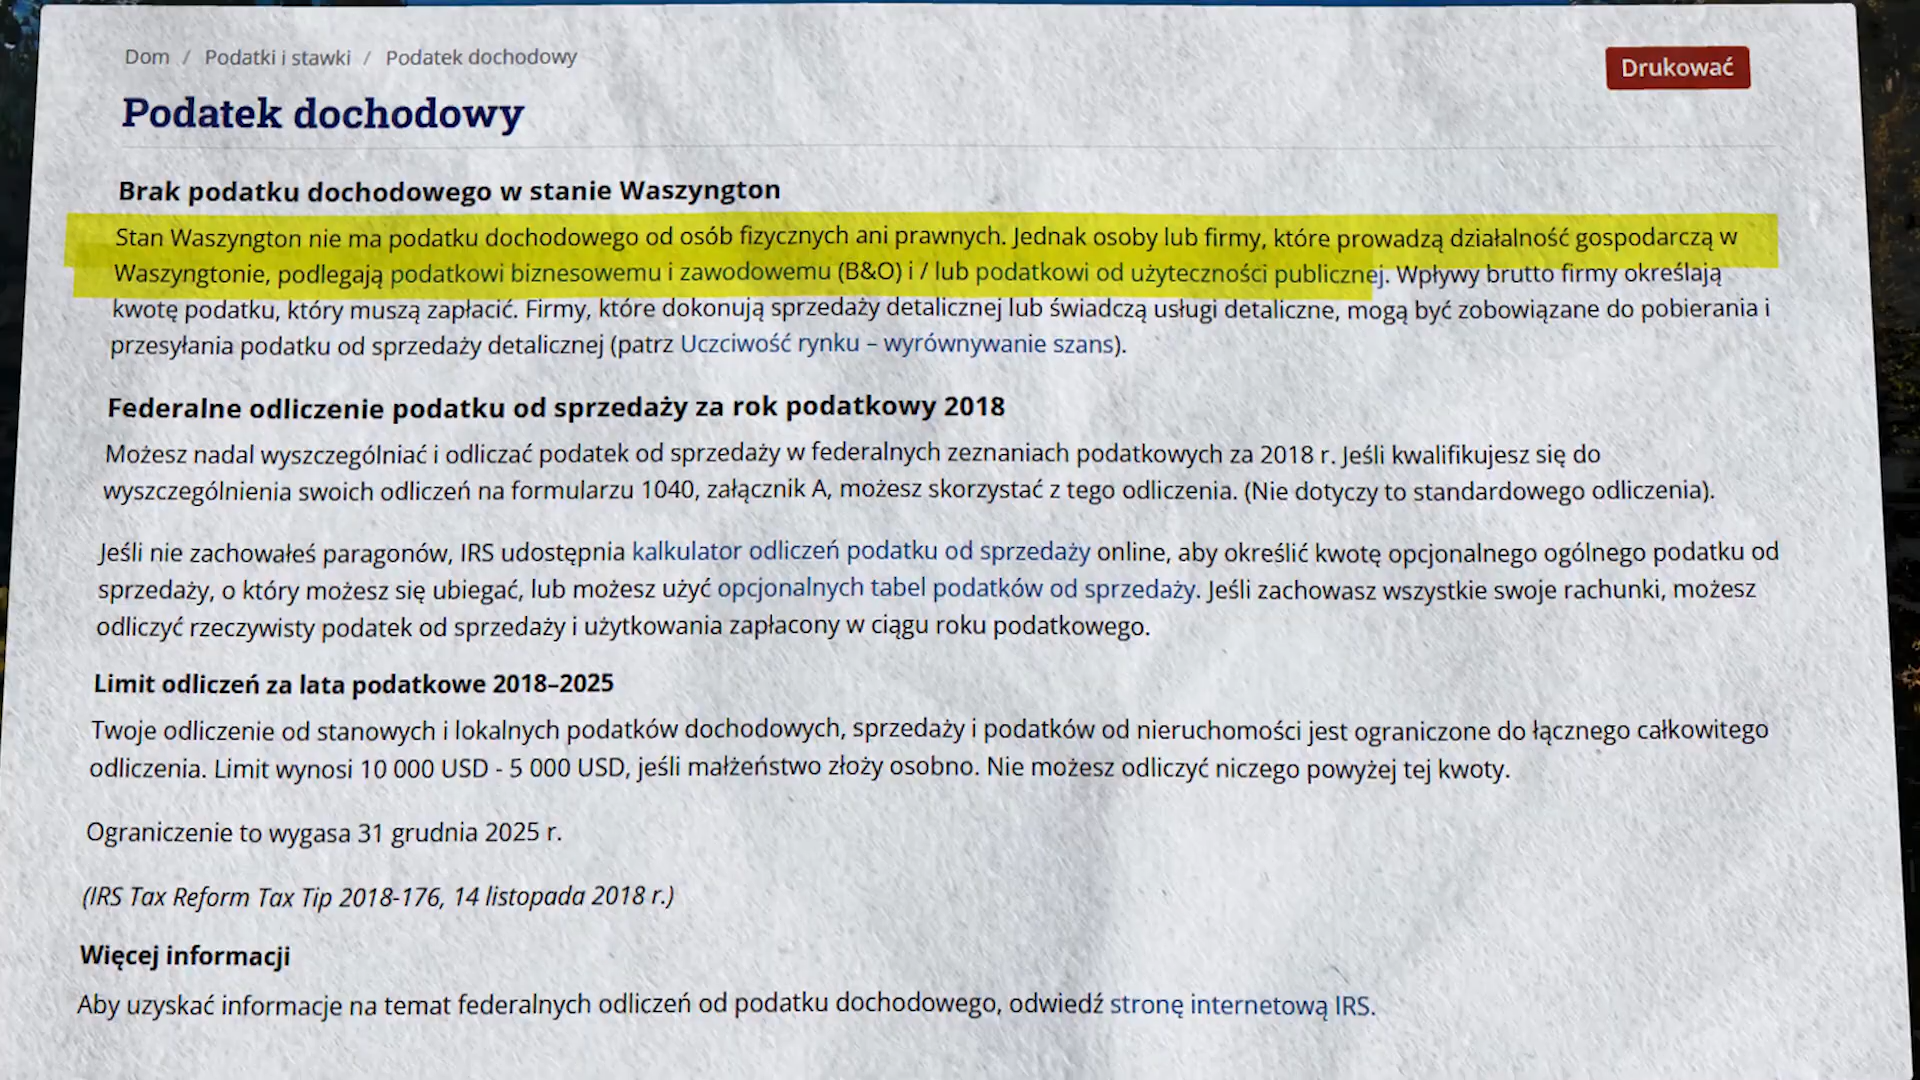 Dom / Podatki i stawki / Podatek dochodowy
Drukować
Podatek dochodowy
Brak podatku dochodowego w stanie Waszyngton
Stan Waszyngton nie ma podatku dochodowego od osób fizycznych ani prawnych. Jednak osoby lub firmy, które prowadzą działalność gospodarczą w
Waszyngtonie, podlegają podatkowi biznesowemu i zawodowemu (B&O) i / lub podatkowi od użyteczności publicznej. Wpływy brutto firmy określają
kwotę podatku, który muszą zapłacić. Firmy, które dokonują sprzedaży detalicznej lub świadczą usługi detaliczne, mogą być zobowiązane do pobierania i
przesyłania podatku od sprzedaży detalicznej (patrz Uczciwość rynku – wyrównywanie szans).
Federalne odliczenie podatku od sprzedaży za rok podatkowy 2018
Możesz nadal wyszczególniać i odliczać podatek od sprzedaży w federalnych zeznaniach podatkowych za 2018 r. Jeśli kwalifikujesz się do
wyszczególnienia swoich odliczeń na formularzu 1040, załącznik A, możesz skorzystać z tego odliczenia. (Nie dotyczy to standardowego odliczenia).
Jeśli nie zachowałeś paragonów, IRS udostępnia kalkulator odliczeń podatku od sprzedaży online, aby określić kwotę opcjonalnego ogólnego podatku od
sprzedaży, o który możesz się ubiegać, lub możesz użyć opcjonalnych tabel podatków od sprzedaży. Jeśli zachowasz wszystkie swoje rachunki, możesz
odliczyć rzeczywisty podatek od sprzedaży i użytkowania zapłacony w ciągu roku podatkowego.
Limit odliczeń za lata podatkowe 2018–2025
Twoje odliczenie od stanowych i lokalnych podatków dochodowych, sprzedaży i podatków od nieruchomości jest ograniczone do łącznego całkowitego
odliczenia. Limit wynosi 10 000 USD - 5 000 USD, jeśli małżeństwo złoży osobno. Nie możesz odliczyć niczego powyżej tej kwoty.
Ograniczenie to wygasa 31 grudnia 2025 r.
(IRS Tax Reform Tax Tip 2018-176, 14 listopada 2018 r.)
Więcej informacji
Aby uzyskać informacje na temat federalnych odliczeń od podatku dochodowego, odwiedź stronę internetową IRS.